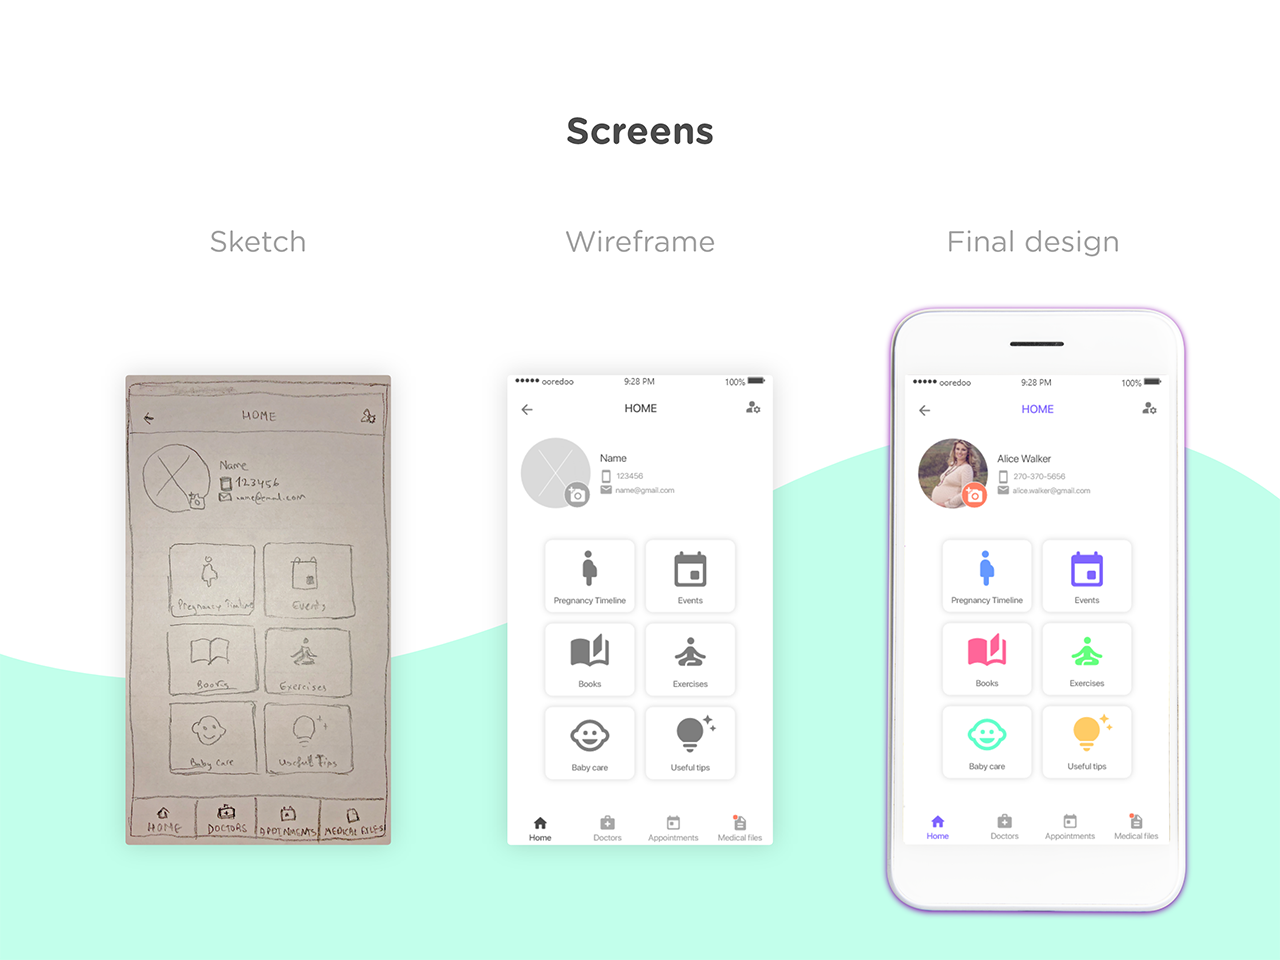 Screens
Sketch
Wireframe
Final design
HOME
Name
123456
name@email.com
Pregnancy Timeline
Events
Books
Exercises
Baby care
Useful Tips
HOME
DOCTORS
APPOINMENTS
MEDICAL FILES
ooredoo
9:28 PM
100%
HOME
Name
123456
name@gmail.com
Pregnancy Timeline
Events
Books
Exercises
Baby care
Useful tips
Home
Doctors
Appointments
Medical files
ooredoo
9:28 PM
100%
HOME
Alice Walker
270-370-5656
alice.walker@gmail.com
Pregnancy Timeline
Events
Books
Exercises
Baby care
Useful tips
Home
Doctors
Appointments
Medical files